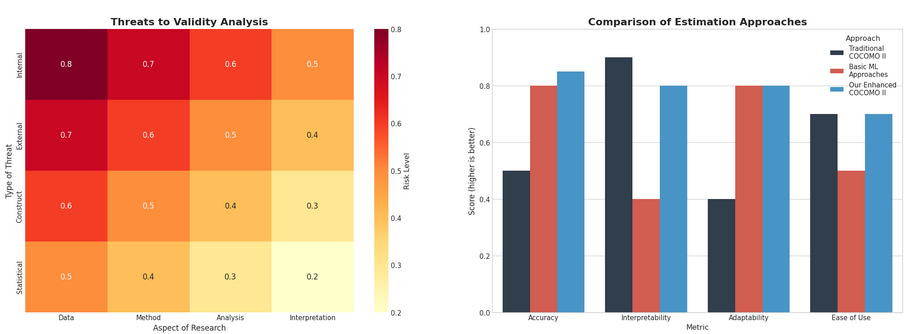 Threats to Validity Analysis
Type of Threat
Internal
0.8 0.7 0.6 0.5
External
0.7 0.6 0.5 0.4
Construct
0.6 0.5 0.4 0.3
Statistical
0.5 0.4 0.3 0.2
Data Method Analysis Interpretation
Aspect of Research
0.8
0.7
0.6
0.5
0.4
0.3
0.2
Risk Level
Comparison of Estimation Approaches
Score (higher is better)
1.0
0.8
0.6
0.4
0.2
0.0
Approach
Traditional
COCOMO II
Basic ML
Approaches
Our Enhanced
COCOMO II
Accuracy Interpretability Adaptability Ease of Use
Metric